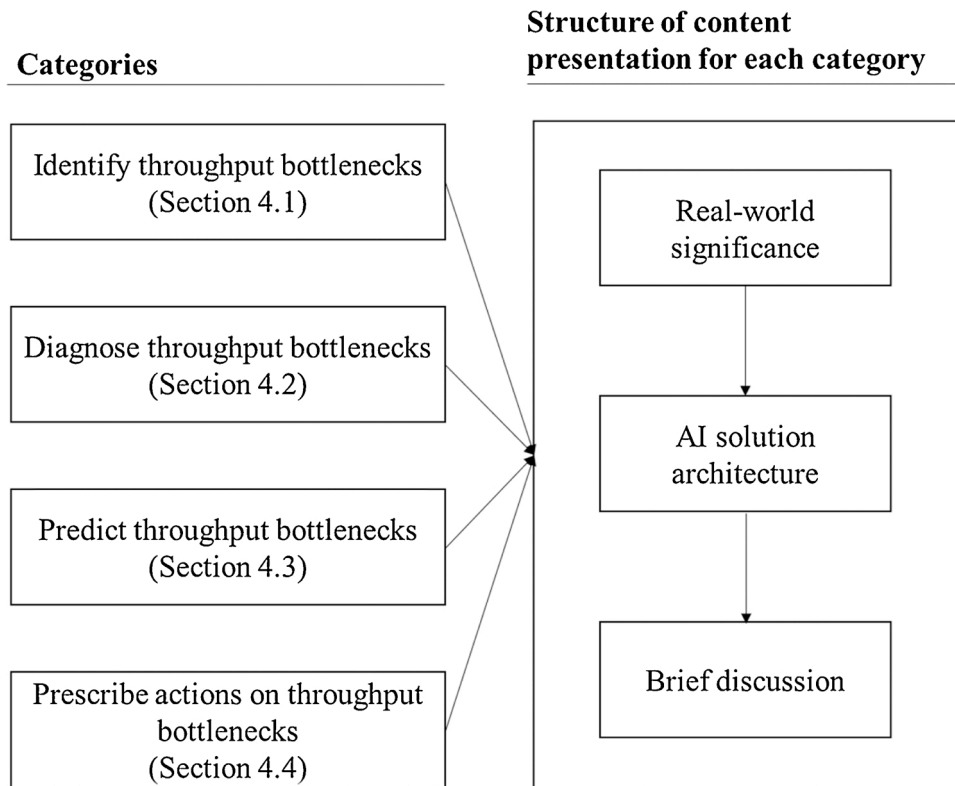 Categories
Identify throughput bottlenecks
(Section 4.1)
Diagnose throughput bottlenecks
(Section 4.2)
Predict throughput bottlenecks
(Section 4.3)
Prescribe actions on throughput
bottlenecks
(Section 4.4)
Structure of content
presentation for each category
Real-world
significance
AI solution
architecture
Brief discussion